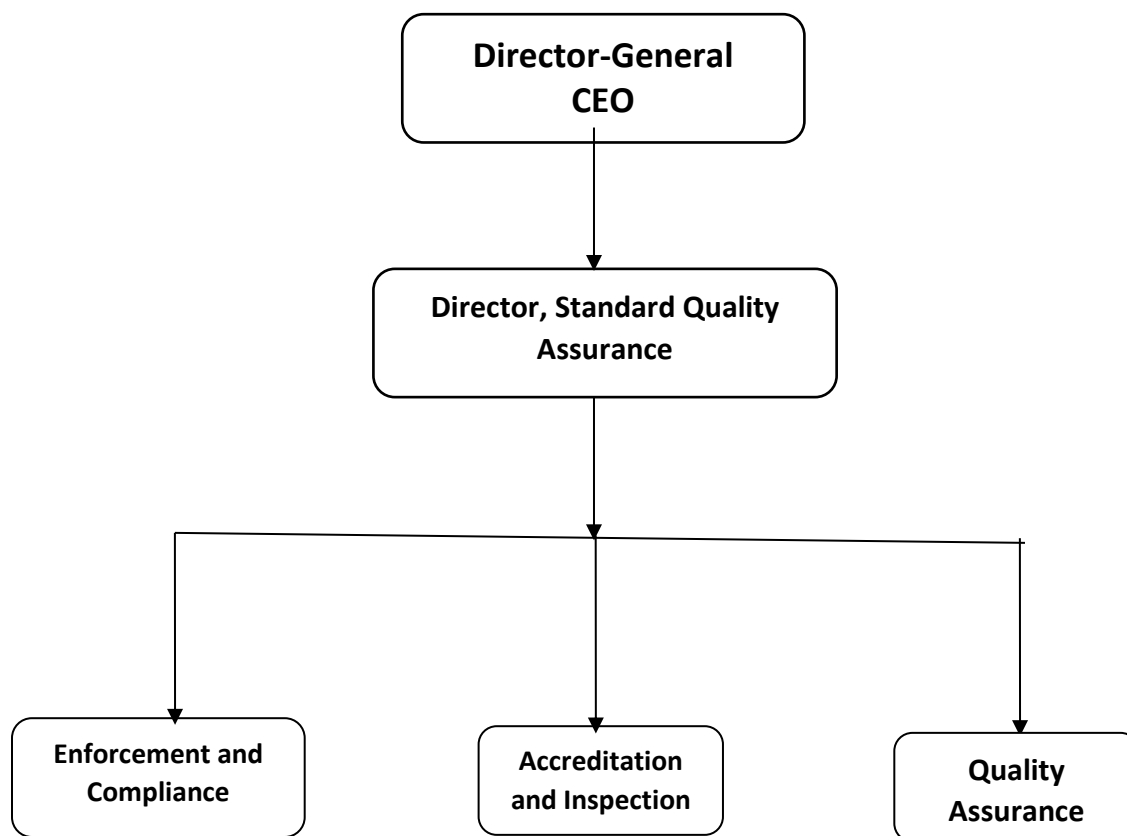 Director-General
CEO
Director, Standard Quality
Assurance
Enforcement and
Compliance
Accreditation
and Inspection
Quality
Assurance